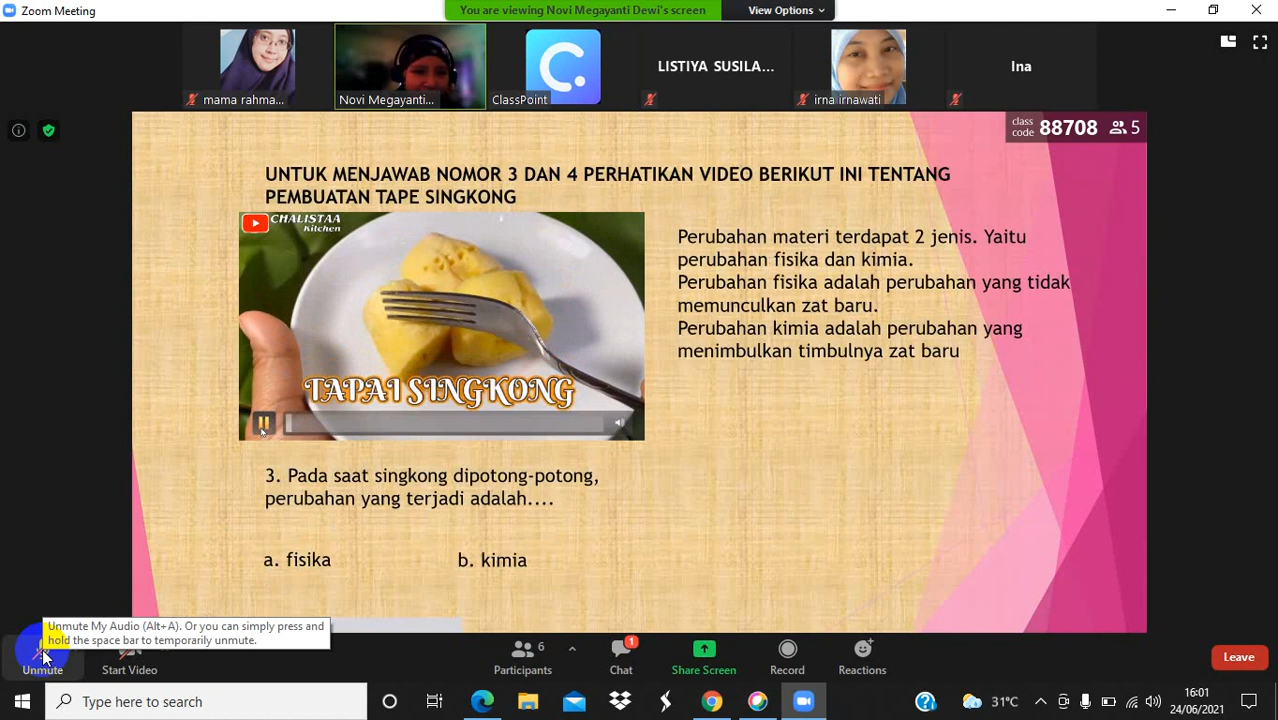 Zoom Meeting
You are viewing Novi Megayanti Dewi's screen
View Options
mama rahma...
Novi Megayanti...
ClassPoint
LISTIYA SUSILA...
irna irnawati
Ina
class code 88708 5
UNTUK MENJAWAB NOMOR 3 DAN 4 PERHATIKAN VIDEO BERIKUT INI TENTANG
PEMBUATAN TAPE SINGKONG
CHALISTAA
Kitchen
TAPAI SINGKONG
Perubahan materi terdapat 2 jenis. Yaitu
perubahan fisika dan kimia.
Perubahan fisika adalah perubahan yang tidak
memunculkan zat baru.
Perubahan kimia adalah perubahan yang
menimbulkan timbulnya zat baru
3. Pada saat singkong dipotong-potong,
perubahan yang terjadi adalah....
a. fisika
b. kimia
Unmute My Audio (Alt+A). Or you can simply press and
hold the space bar to temporarily unmute.
Unmute
Start Video
6
Participants
1
Chat
Share Screen
Record
Reactions
Leave
Type here to search
31°C
16:01
24/06/2021